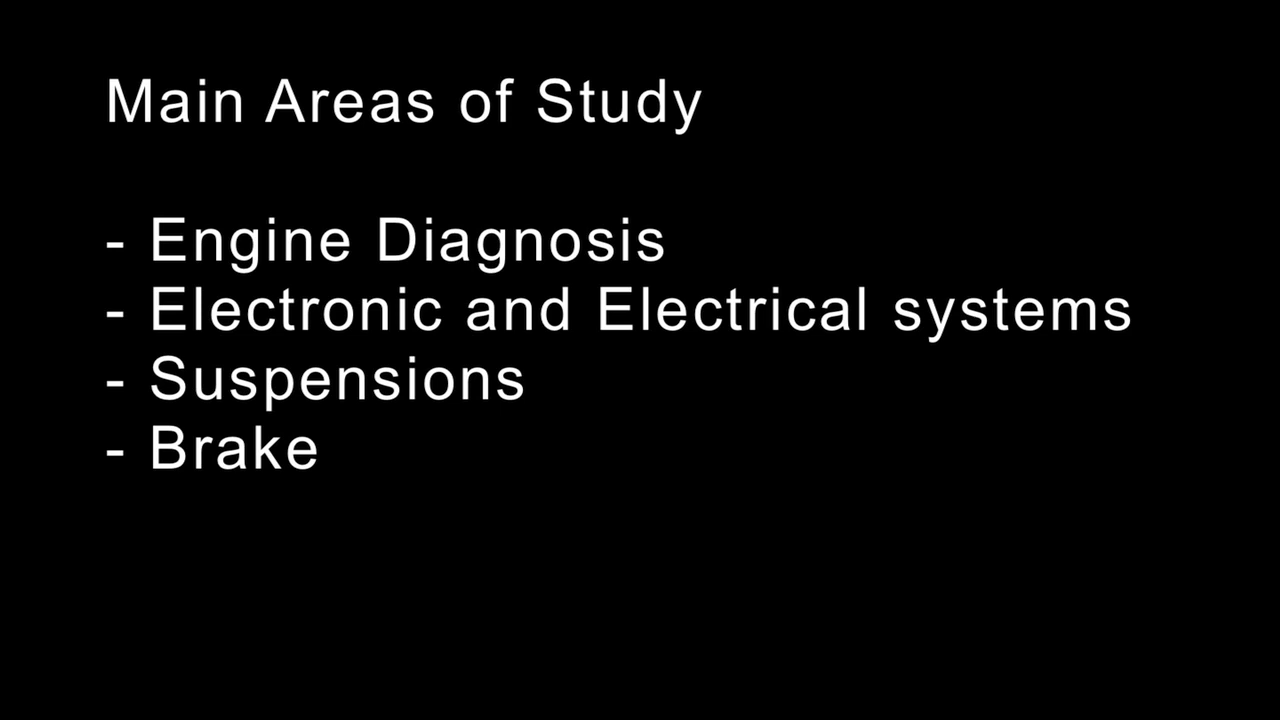 Main Areas of Study
- Engine Diagnosis
- Electronic and Electrical systems
- Suspensions
- Brake